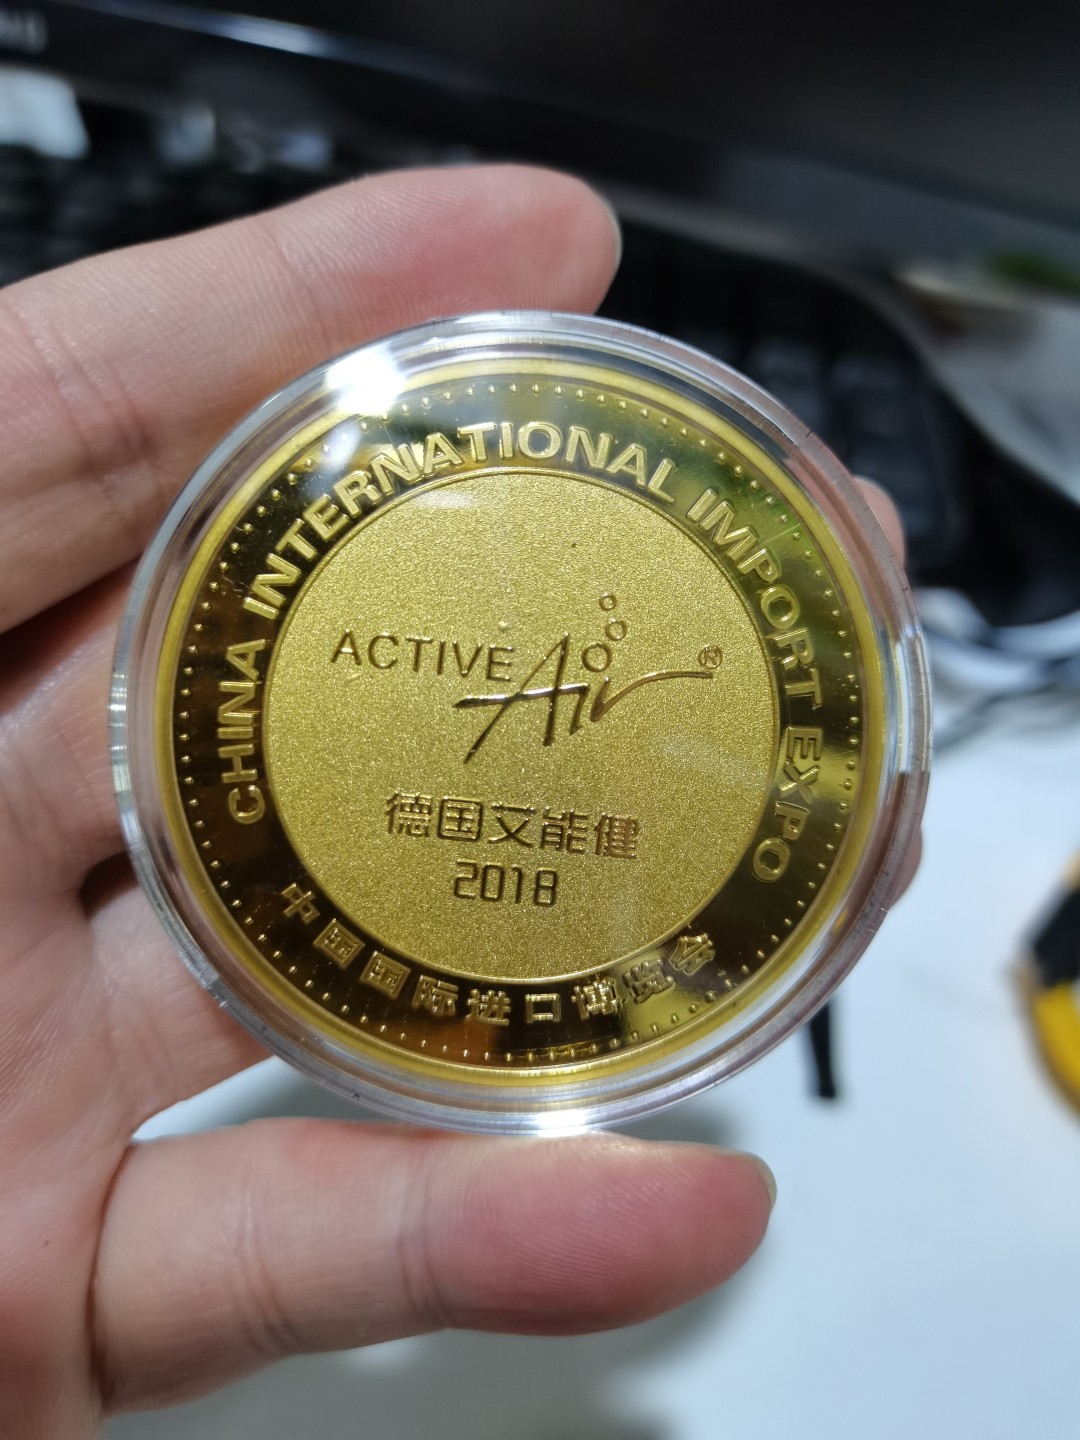 CHINA INTERNATIONAL IMPORT EXPO
ACTIVE Air®
德国艾能健
2018
中国国际进口博览会